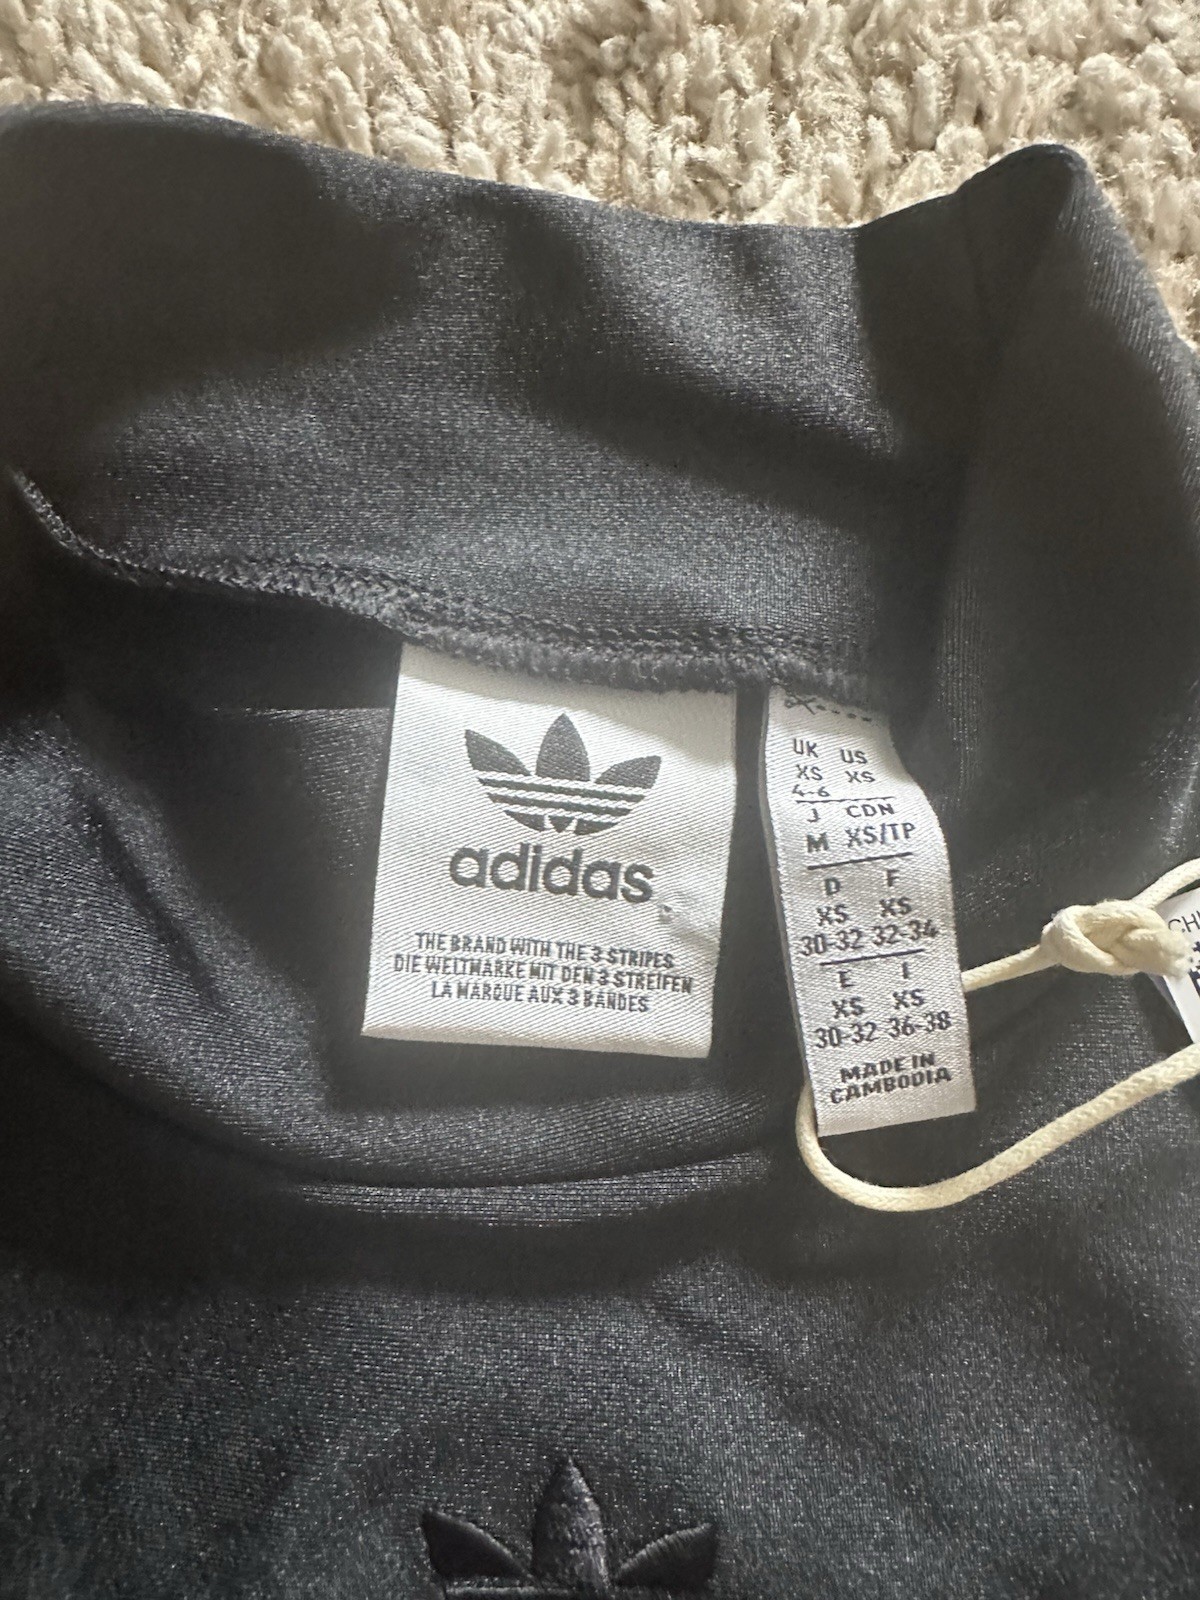 adidas
THE BRAND WITH THE 3 STRIPES
DIE WELTMARKE MIT DEN 3 STREIFEN
LA MARQUE AUX 3 BANDES
UK US
XS XS
4-6
J CDN
M XS/TP
D F
XS XS
30-32 32-34
E I
XS XS
30-32 36-38
MADE IN
CAMBODIA